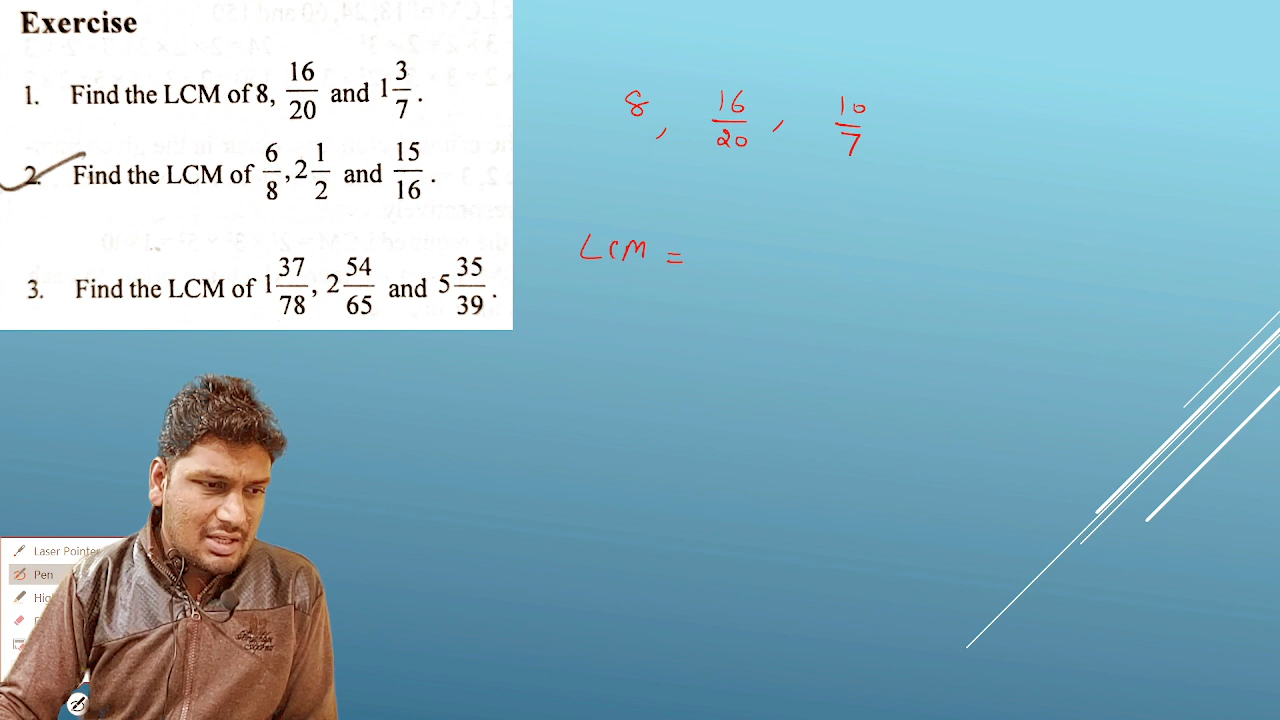 Exercise
1. Find the LCM of 8, 16/20 and 1 3/7.
2. Find the LCM of 6/8, 2 1/2 and 15/16.
3. Find the LCM of 1 37/78, 2 54/65 and 5 35/39.
8, 16/20, 10/7
LCM =
Laser Pointer
Pen